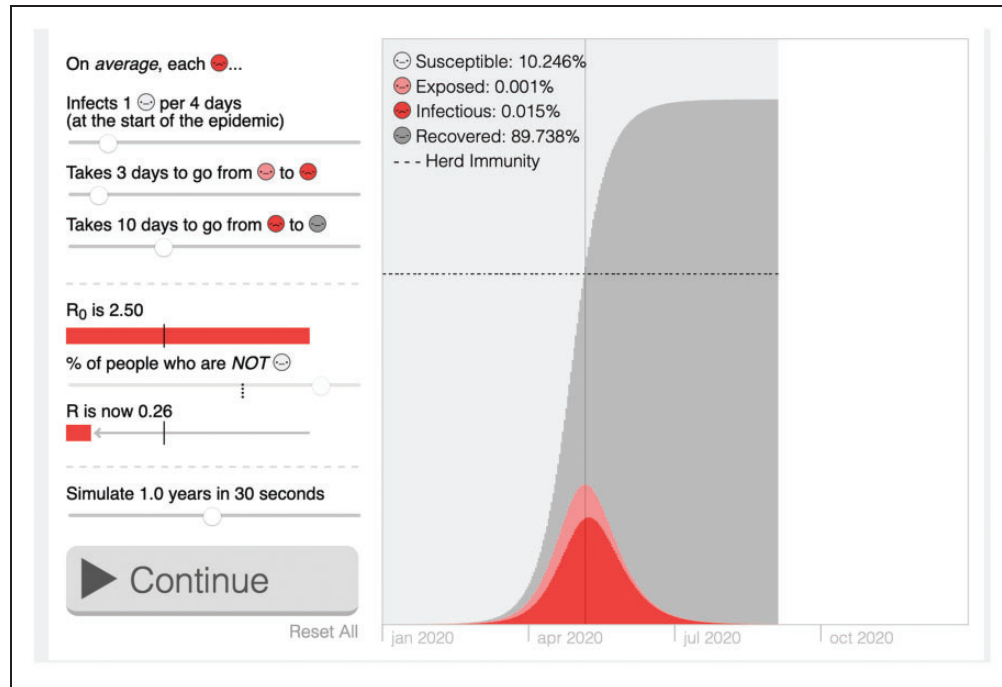 On average, each ...
Infects 1 per 4 days
(at the start of the epidemic)
Takes 3 days to go from to
Takes 10 days to go from to
R₀ is 2.50
% of people who are NOT
R is now 0.26
Simulate 1.0 years in 30 seconds
Continue
Reset All
Susceptible: 10.246%
Exposed: 0.001%
Infectious: 0.015%
Recovered: 89.738%
--- Herd Immunity
jan 2020
apr 2020
jul 2020
oct 2020